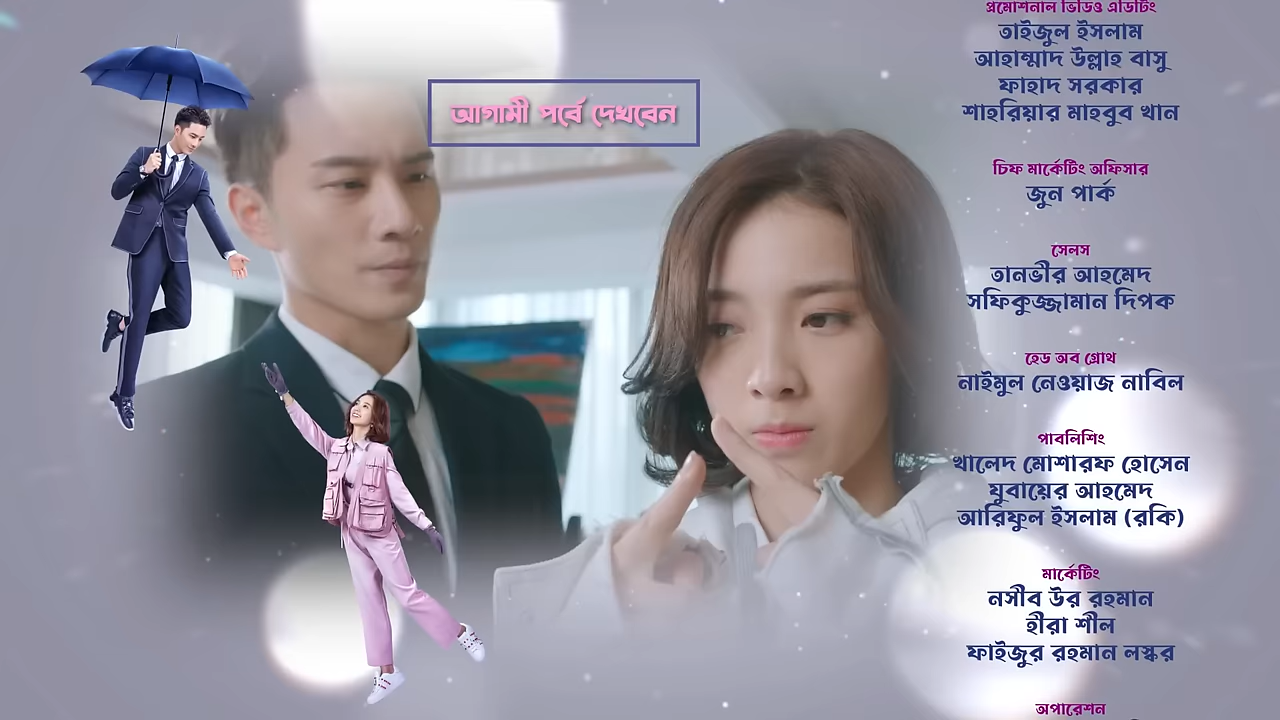 আগামী পর্বে দেখবেন
প্রমোশনাল ভিডিও এডিটিং
তাইজুল ইসলাম
আহাম্মাদ উল্লাহ বাসু
ফাহাদ সরকার
শাহরিয়ার মাহবুব খান
চিফ মার্কেটিং অফিসার
জুন পার্ক
সেলস
তানভীর আহমেদ
সফিকুজ্জামান দিপক
হেড অব গ্রোথ
নাইমুল নেওয়াজ নাবিল
পাবলিশিং
খালেদ মোশারফ হোসেন
যুবায়ের আহমেদ
আরিফুল ইসলাম (রকি)
মার্কেটিং
নসীব উর রহমান
হীরা শীল
ফাইজুর রহমান লস্কর
অপারেশন